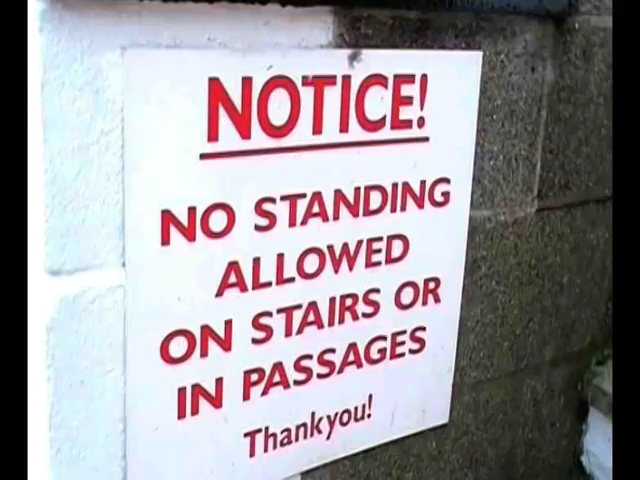 NOTICE!
NO STANDING
ALLOWED
ON STAIRS OR
IN PASSAGES
Thankyou!